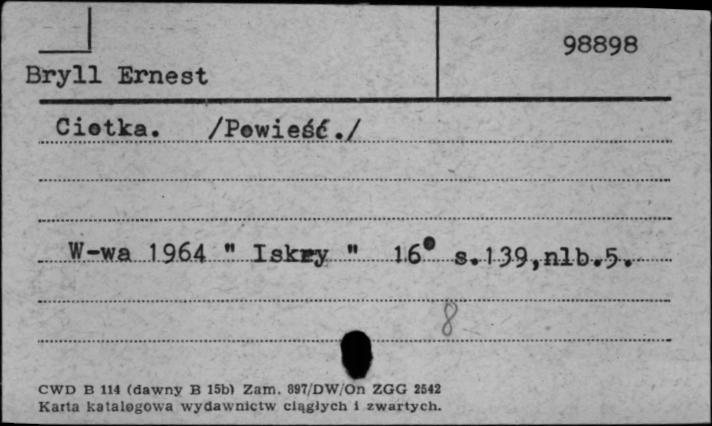 98898
Bryll Ernest
Ciotka. /Powieść./
W-wa 1964 " Iskry " 16° s.139,nlb.5.
8
CWD B 114 (dawny B 15b) Zam. 897/DW/On ZGG 2542
Karta katalogowa wydawnictw ciągłych i zwartych.